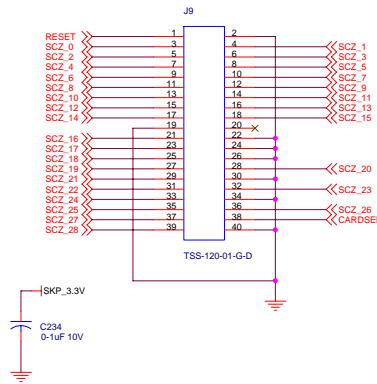 J9
RESET 1 2
SCZ_0 3 4 SCZ_1
SCZ_2 5 6 SCZ_3
SCZ_4 7 8 SCZ_5
SCZ_6 9 10 SCZ_7
SCZ_8 11 12 SCZ_9
SCZ_10 13 14 SCZ_11
SCZ_12 15 16 SCZ_13
SCZ_14 17 18 SCZ_15
19 20
SCZ_16 21 22
SCZ_17 23 24
SCZ_18 25 26
SCZ_19 27 28 SCZ_20
SCZ_21 29 30
SCZ_22 31 32 SCZ_23
SCZ_24 33 34
SCZ_25 35 36 SCZ_26
SCZ_27 37 38 CARDSE
SCZ_28 39 40
TSS-120-01-G-D
SKP_3.3V
C234
0-1uF 10V